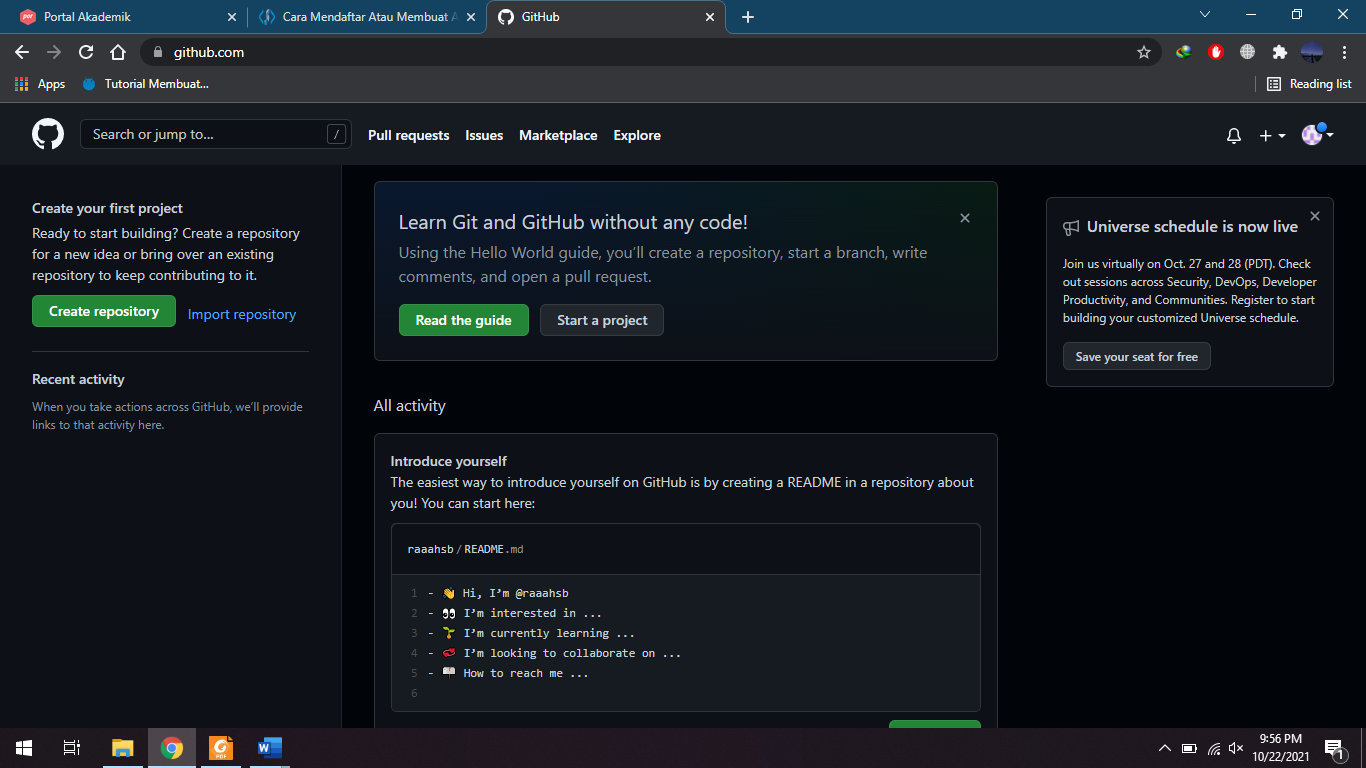 Portal Akademik
Cara Mendaftar Atau Membuat A
GitHub
github.com
Apps
Tutorial Membuat...
Reading list
Search or jump to...
/
Pull requests
Issues
Marketplace
Explore
Create your first project
Ready to start building? Create a repository
for a new idea or bring over an existing
repository to keep contributing to it.
Create repository
Import repository
Recent activity
When you take actions across GitHub, we'll provide
links to that activity here.
Learn Git and GitHub without any code!
Using the Hello World guide, you'll create a repository, start a branch, write
comments, and open a pull request.
Read the guide
Start a project
All activity
Introduce yourself
The easiest way to introduce yourself on GitHub is by creating a README in a repository about
you! You can start here:
raaahsb/README.md
1 - 👋 Hi, I'm @raaahsb
2 - 👀 I'm interested in ...
3 - 🌱 I'm currently learning ...
4 - 💞️ I'm looking to collaborate on ...
5 - 📫 How to reach me ...
6
Universe schedule is now live
Join us virtually on Oct. 27 and 28 (PDT). Check
out sessions across Security, DevOps, Developer
Productivity, and Communities. Register to start
building your customized Universe schedule.
Save your seat for free
PDF
W
9:56 PM
10/22/2021
1